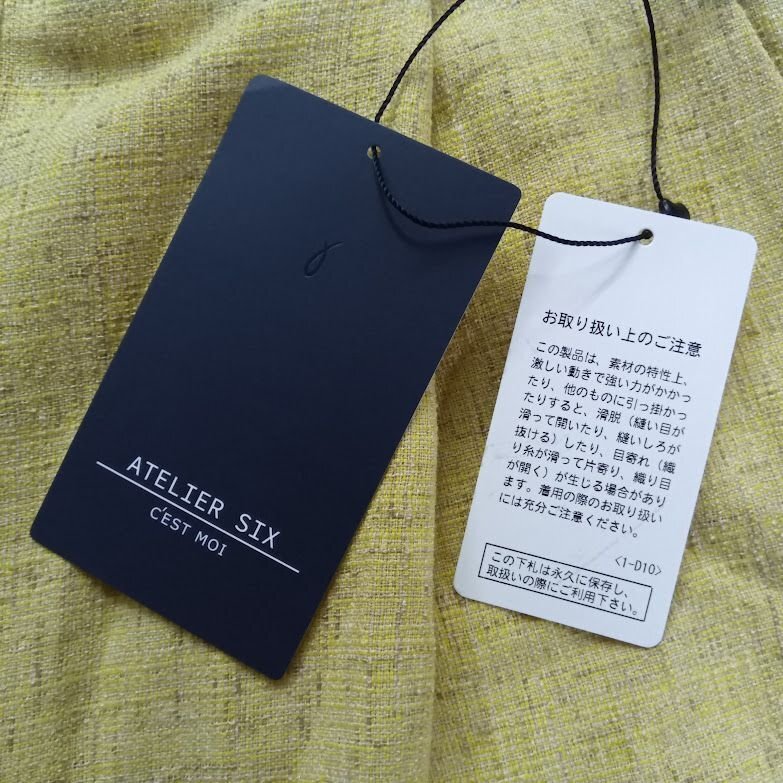 ATELIER SIX
C'EST MOI
お取り扱い上のご注意
この製品は、素材の特性上、
激しい動きで強い力がかかっ
たり、他のものに引っ掛かっ
たりすると、滑脱（縫い目が
滑って開いたり、縫いしろが
抜ける）したり、目寄れ（織
り糸が滑って片寄り、織り目
が開く）が生じる場合があり
ます。着用の際のお取り扱い
には充分ご注意ください。
<1-D10>
この下札は永久に保存し、
取扱いの際にご利用下さい。